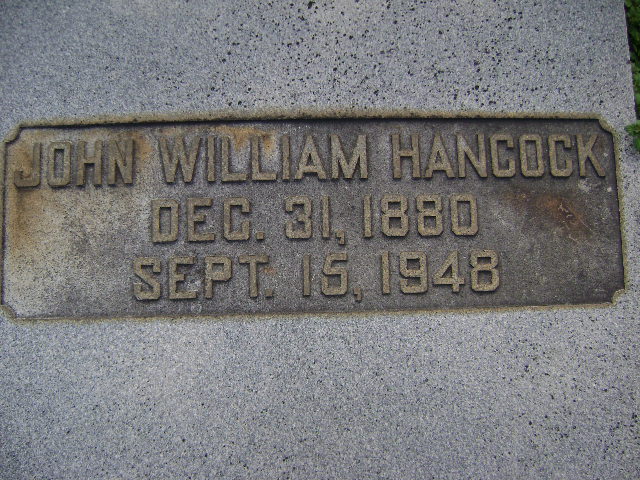 JOHN WILLIAM HANCOCK
DEC. 31, 1880
SEPT. 15, 1948